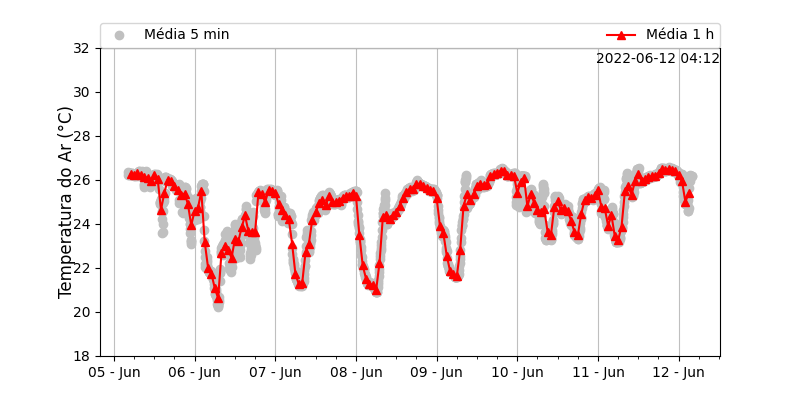 Média 5 min
Média 1 h
2022-06-12 04:12
Temperatura do Ar (°C)
32
30
28
26
24
22
20
18
05 - Jun
06 - Jun
07 - Jun
08 - Jun
09 - Jun
10 - Jun
11 - Jun
12 - Jun